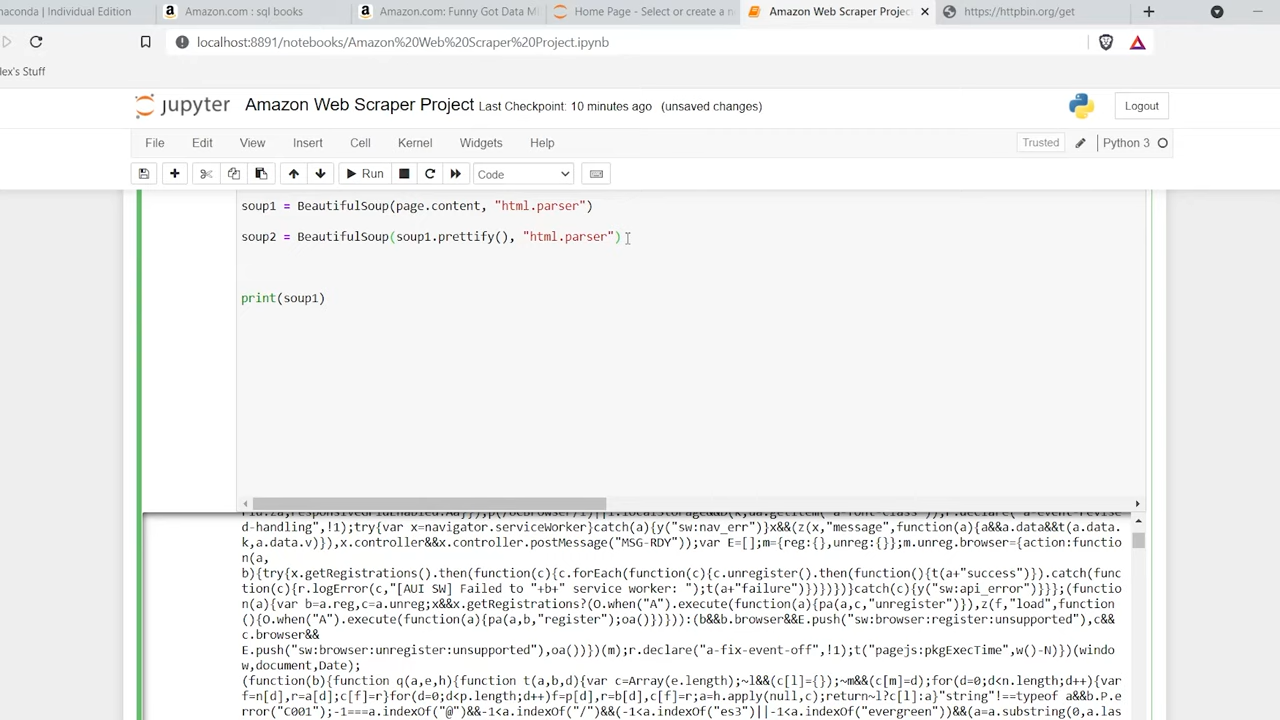 naconda | Individual Edition
Amazon.com : sql books
Amazon.com: Funny Got Data Mi
Home Page - Select or create a n
Amazon Web Scraper Project
https://httpbin.org/get
localhost:8891/notebooks/Amazon%20Web%20Scraper%20Project.ipynb
lex's Stuff
jupyter Amazon Web Scraper Project Last Checkpoint: 10 minutes ago (unsaved changes)
Logout
File Edit View Insert Cell Kernel Widgets Help
Trusted
Python 3
Run
Code
soup1 = BeautifulSoup(page.content, "html.parser")
soup2 = BeautifulSoup(soup1.prettify(), "html.parser")
print(soup1)
d-handling",!1);try{var x=navigator.serviceWorker}catch(a){y("sw:nav_err")}x&&(z(x,"message",function(a){a&&a.data&&t(a.data.
k,a.data.v)}),x.controller&&x.controller.postMessage("MSG-RDY"));var E=[];m={reg:{},unreg:{}};m.unreg.browser={action:functio
n(a,
b){try{x.getRegistrations().then(function(c){c.forEach(function(c){c.unregister().then(function(){t(a+"success")}).catch(func
tion(c){r.logError(c,"[AUI SW] Failed to "+b+" service worker: ");t(a+"failure")})})})}catch(c){y("sw:api_error")}}};(function
(a){var b=a.reg,c=a.unreg;x&&x.getRegistrations?(O.when("A").execute(function(a){pa(a,c,"unregister")}),z(f,"load",function
(){O.when("A").execute(function(a){pa(a,b,"register");oa()})})):(b&&b.browser&&E.push("sw:browser:register:unsupported"),c&&
c.browser&&
E.push("sw:browser:unregister:unsupported"),oa())})(m);r.declare("a-fix-event-off",!1);t("pagejs:pkgExecTime",w()-N)})(windo
w,document,Date);
(function(b){function q(a,e,h){function t(a,b,d){var c=Array(e.length);~l&&(c[l]={});~m&&(c[m]=d);for(d=0;d<n.length;d++){var
f=n[d],r=a[d];c[f]=r}for(d=0;d<p.length;d++)f=p[d],r=b[d],c[f]=r;a=h.apply(null,c);return~l?c[l]:a}"string"!==typeof a&&b.P.e
rror("C001");-1===a.indexOf("@")&&-1<a.indexOf("/")&&(-1<a.indexOf("es3")||-1<a.indexOf("evergreen"))&&(a=a.substring(0,a.las